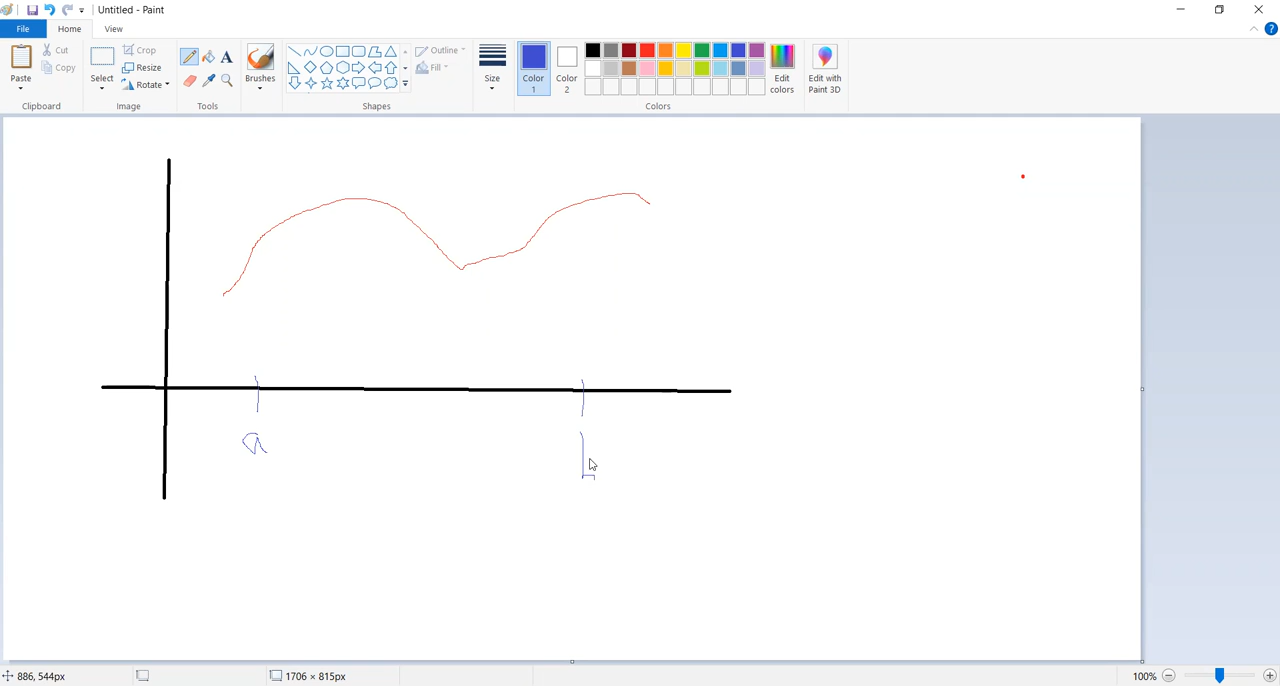 Untitled - Paint
File Home View
Paste
Cut
Copy
Clipboard
Select
Crop
Resize
Rotate
Image
A
Tools
Brushes
Shapes
Outline
Fill
Size
Color 1
Color 2
Colors
Edit colors
Edit with Paint 3D
?
a
886, 544px
1706 × 815px
100%